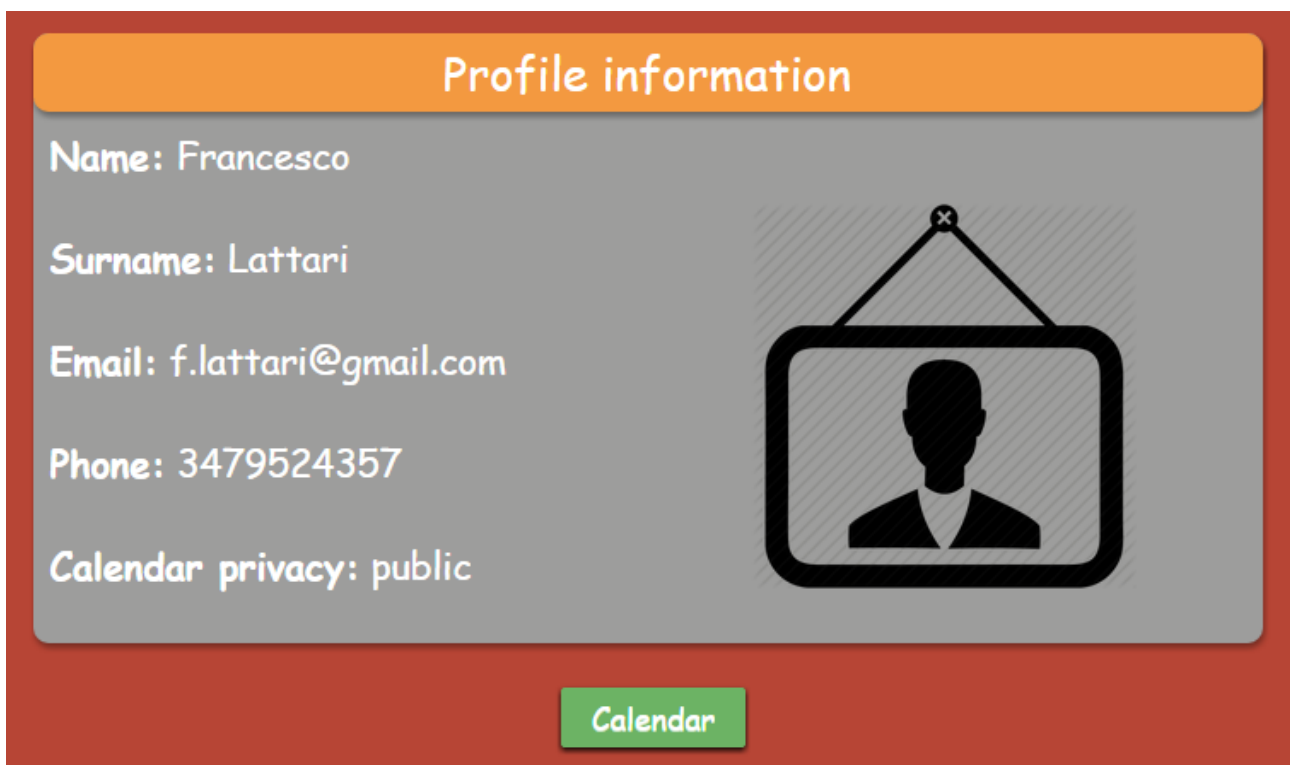 Profile information
Name: Francesco
Surname: Lattari
Email: f.lattari@gmail.com
Phone: 3479524357
Calendar privacy: public
Calendar